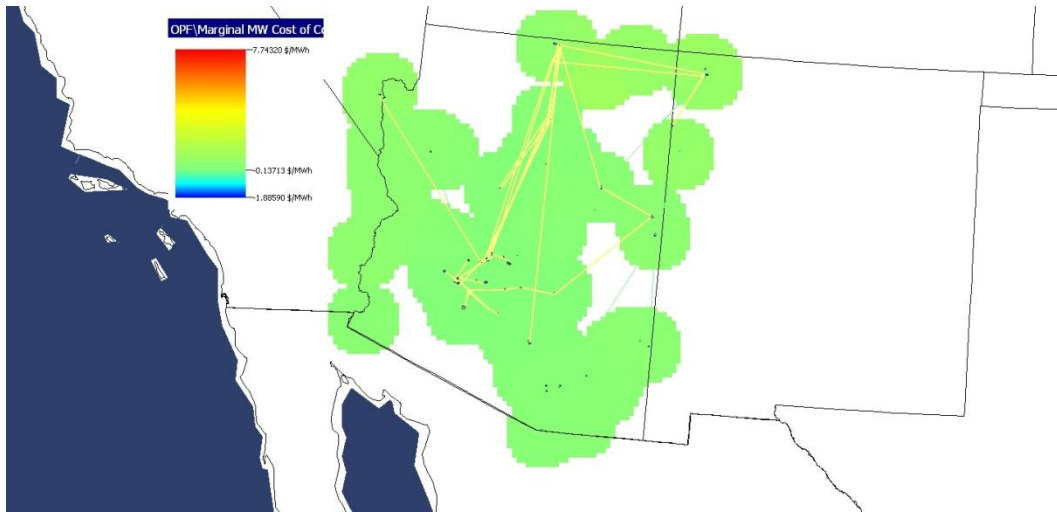 OPF\Marginal MW Cost of Co
7.74320 $/MWh
-0.13713 $/MWh
-1.88590 $/MWh